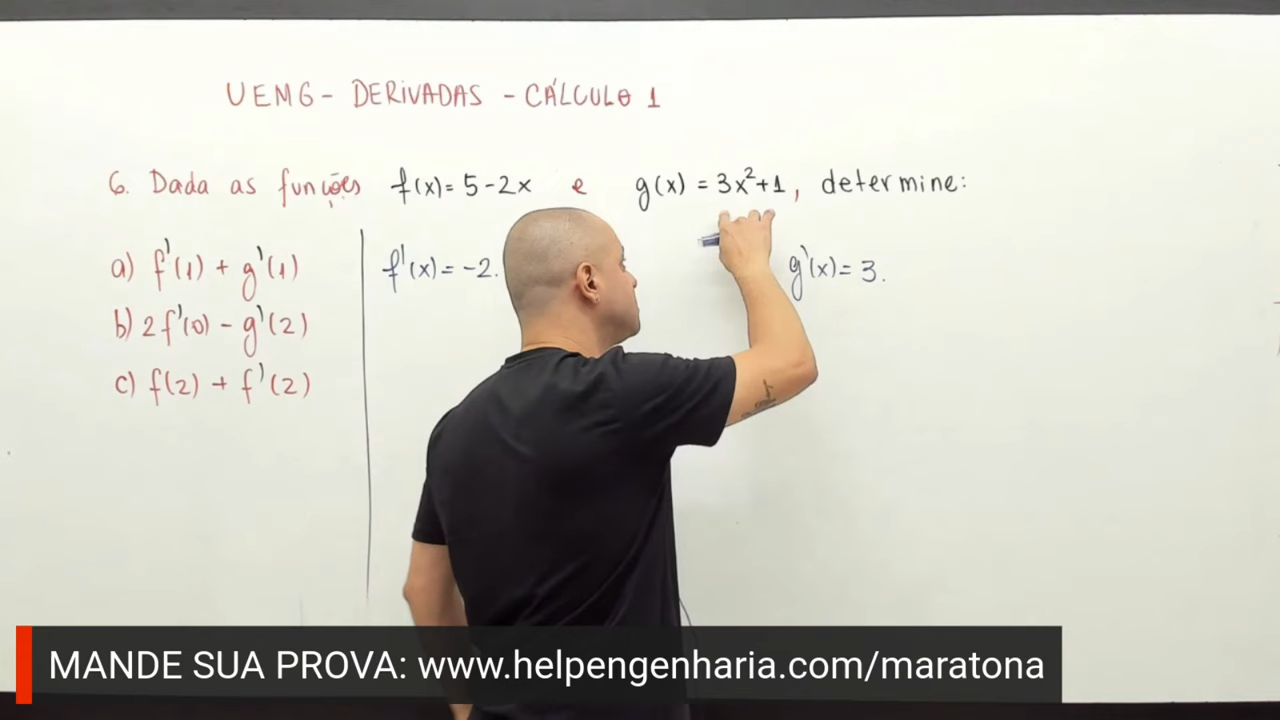 UEMG - DERIVADAS - CÁLCULO 1
6. Dada as funções f(x) = 5 - 2x e g(x) = 3x²+1, determine:
a) f'(1) + g'(1)
f'(x) = -2.
g'(x) = 3.
b) 2f'(0) - g'(2)
c) f(2) + f'(2)
MANDE SUA PROVA: www.helpengenharia.com/maratona